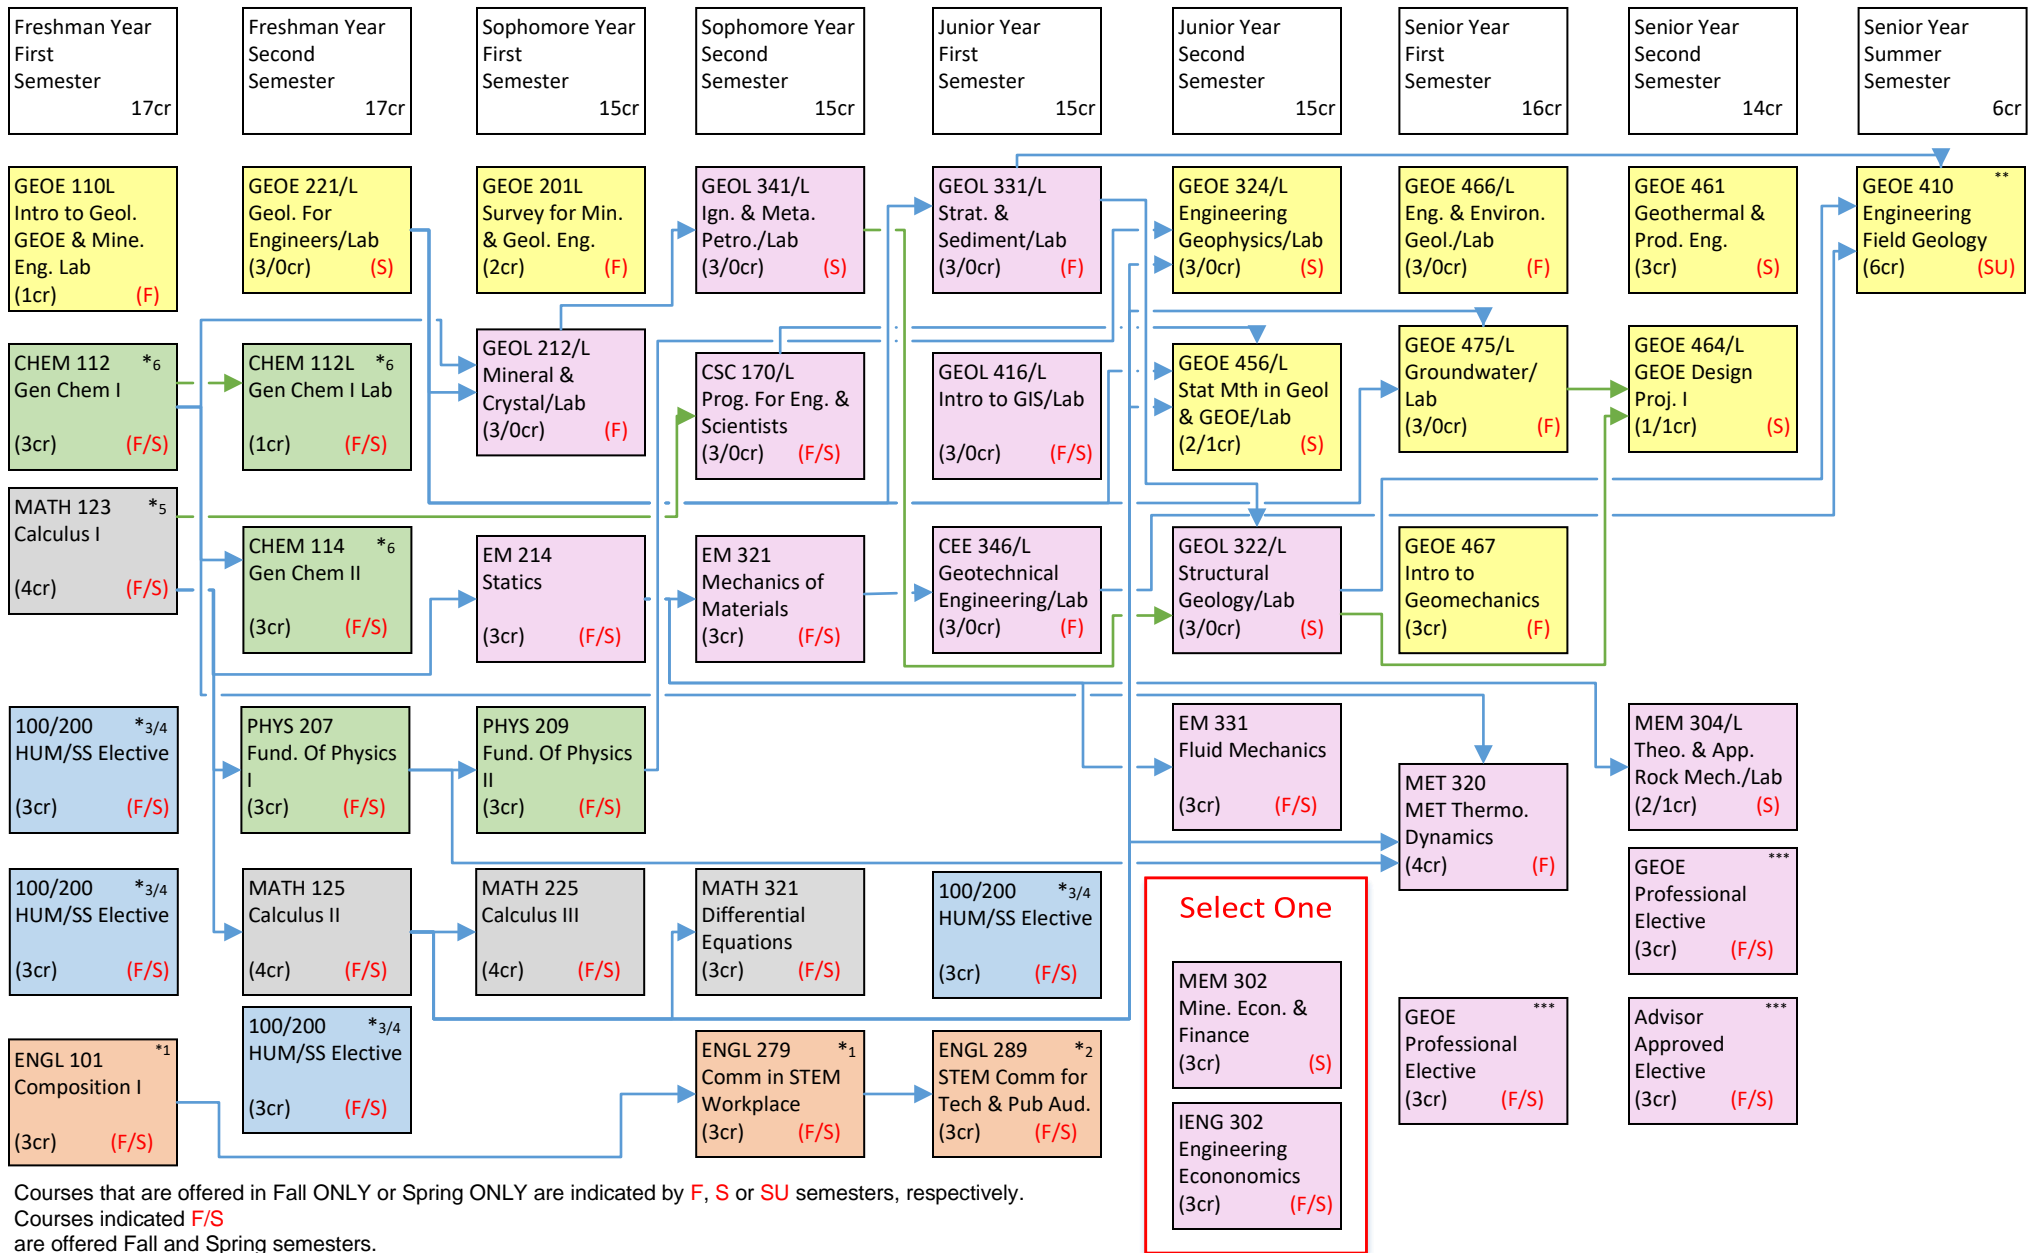 Freshman Year
First
Semester
17cr
Freshman Year
Second
Semester
17cr
Sophomore Year
First
Semester
15cr
Sophomore Year
Second
Semester
15cr
Junior Year
First
Semester
15cr
Junior Year
Second
Semester
15cr
Senior Year
First
Semester
16cr
Senior Year
Second
Semester
14cr
Senior Year
Summer
Semester
6cr
GEOE 110L
Intro to Geol.
GEOE & Mine.
Eng. Lab
(1cr) (F)
GEOE 221/L
Geol. For
Engineers/Lab
(3/0cr) (S)
GEOE 201L
Survey for Min.
& Geol. Eng.
(2cr) (F)
GEOL 341/L
Ign. & Meta.
Petro./Lab
(3/0cr) (S)
GEOL 331/L
Strat. &
Sediment/Lab
(3/0cr) (F)
GEOE 324/L
Engineering
Geophysics/Lab
(3/0cr) (S)
GEOE 466/L
Eng. & Environ.
Geol./Lab
(3/0cr) (F)
GEOE 461
Geothermal &
Prod. Eng.
(3cr) (S)
GEOE 410 **
Engineering
Field Geology
(6cr) (SU)
CHEM 112 *6
Gen Chem I
(3cr) (F/S)
CHEM 112L *6
Gen Chem I Lab
(1cr) (F/S)
GEOL 212/L
Mineral &
Crystal/Lab
(3/0cr) (F)
CSC 170/L
Prog. For Eng. &
Scientists
(3/0cr) (F/S)
GEOL 416/L
Intro to GIS/Lab
(3/0cr) (F/S)
GEOE 456/L
Stat Mth in Geol
& GEOE/Lab
(2/1cr) (S)
GEOE 475/L
Groundwater/
Lab
(3/0cr) (F)
GEOE 464/L
GEOE Design
Proj. I
(1/1cr) (S)
MATH 123 *5
Calculus I
(4cr) (F/S)
CHEM 114 *6
Gen Chem II
(3cr) (F/S)
EM 214
Statics
(3cr) (F/S)
EM 321
Mechanics of
Materials
(3cr) (F/S)
CEE 346/L
Geotechnical
Engineering/Lab
(3/0cr) (F)
GEOL 322/L
Structural
Geology/Lab
(3/0cr) (S)
GEOE 467
Intro to
Geomechanics
(3cr) (F)
100/200 *3/4
HUM/SS Elective
(3cr) (F/S)
PHYS 207
Fund. Of Physics
I
(3cr) (F/S)
PHYS 209
Fund. Of Physics
II
(3cr) (F/S)
EM 331
Fluid Mechanics
(3cr) (F/S)
MET 320
MET Thermo.
Dynamics
(4cr) (F)
MEM 304/L
Theo. & App.
Rock Mech./Lab
(2/1cr) (S)
100/200 *3/4
HUM/SS Elective
(3cr) (F/S)
MATH 125
Calculus II
(4cr) (F/S)
MATH 225
Calculus III
(4cr) (F/S)
MATH 321
Differential
Equations
(3cr) (F/S)
100/200 *3/4
HUM/SS Elective
(3cr) (F/S)
Select One
MEM 302
Mine. Econ. &
Finance
(3cr) (S)
IENG 302
Engineering
Econonomics
(3cr) (F/S)
GEOE ***
Professional
Elective
(3cr) (F/S)
ENGL 101 *1
Composition I
(3cr) (F/S)
100/200 *3/4
HUM/SS Elective
(3cr) (F/S)
ENGL 279 *1
Comm in STEM
Workplace
(3cr) (F/S)
ENGL 289 *2
STEM Comm for
Tech & Pub Aud.
(3cr) (F/S)
GEOE ***
Professional
Elective
(3cr) (F/S)
Advisor ***
Approved
Elective
(3cr) (F/S)
Courses that are offered in Fall ONLY or Spring ONLY are indicated by F, S or SU semesters, respectively.
Courses indicated F/S
are offered Fall and Spring semesters.